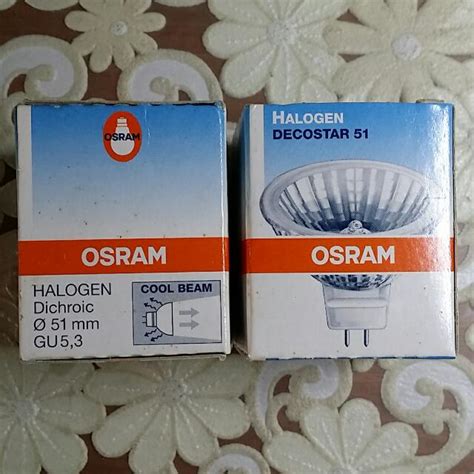 OSRAM
OSRAM
HALOGEN
Dichroic
Ø 51 mm
GU5,3
COOL BEAM
HALOGEN
DECOSTAR 51
OSRAM